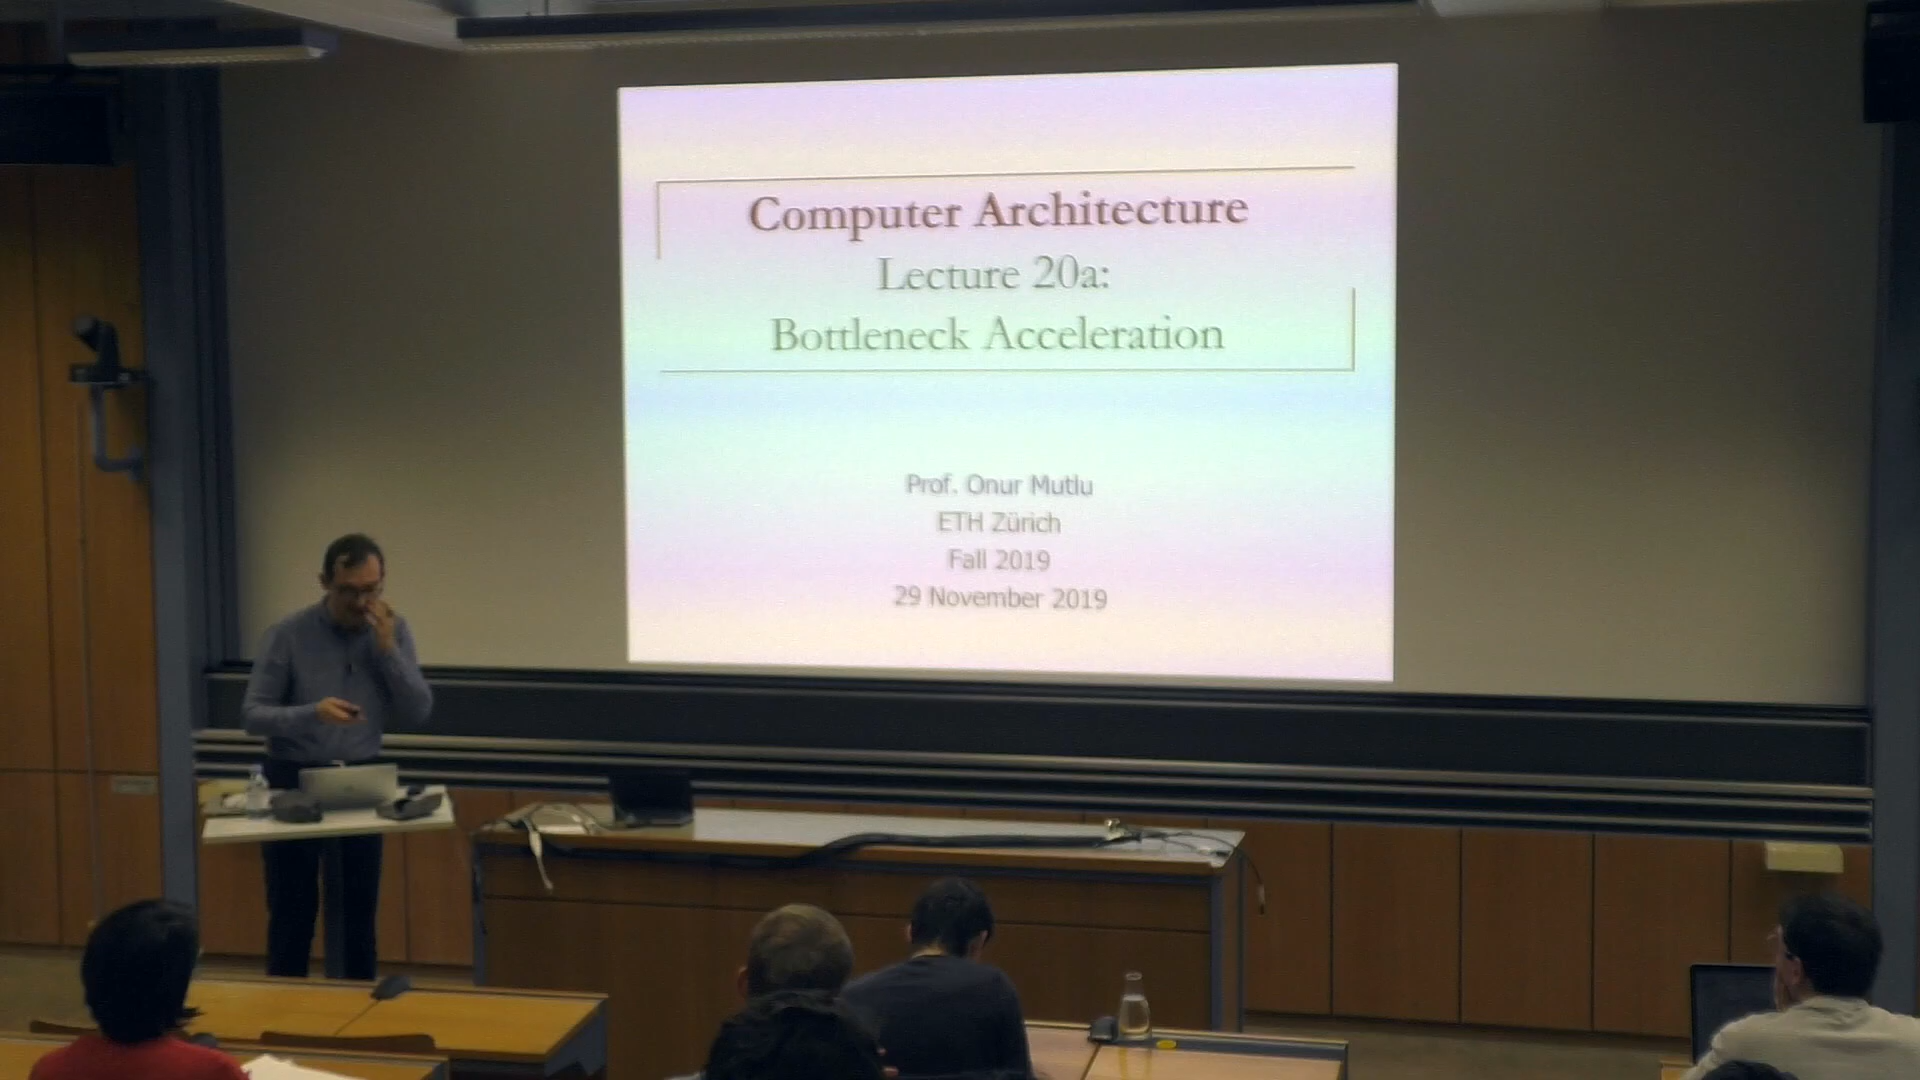 Computer Architecture
Lecture 20a:
Bottleneck Acceleration
Prof. Onur Mutlu
ETH Zürich
Fall 2019
29 November 2019